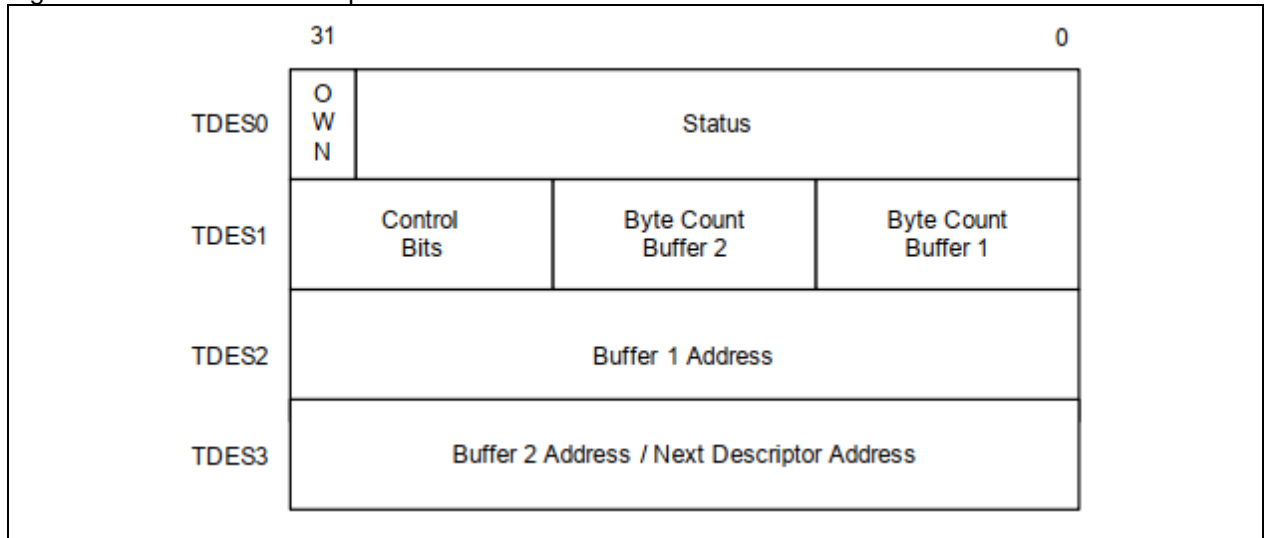 31 0
TDES0
O
W
N
Status
TDES1
Control
Bits
Byte Count
Buffer 2
Byte Count
Buffer 1
TDES2
Buffer 1 Address
TDES3
Buffer 2 Address / Next Descriptor Address